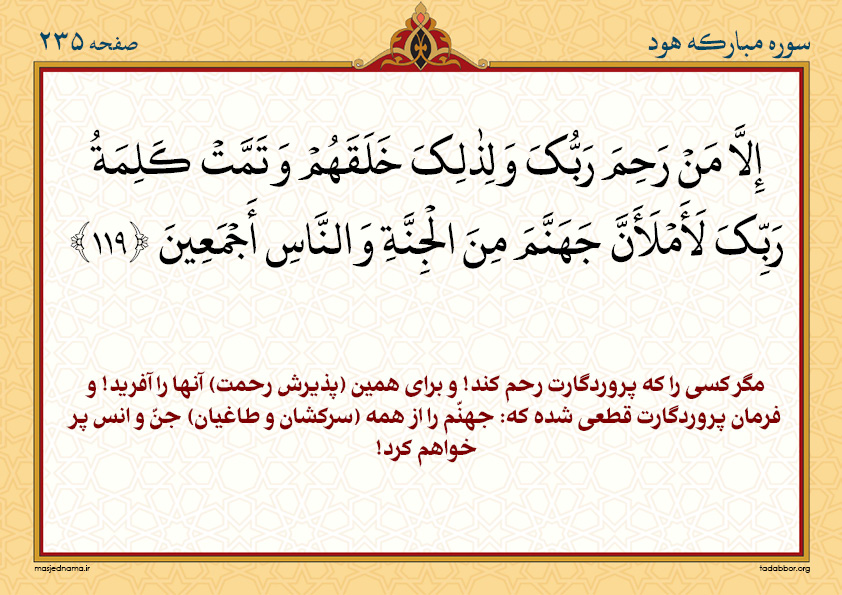 سوره مبارکه هود
صفحه ۲۳۵
إِلَّا مَنْ رَحِمَ رَبُّکَ وَ لِذٰلِکَ خَلَقَهُمْ وَ تَمَّتْ کَلِمَةُ
رَبِّکَ لَأَمْلَأَنَّ جَهَنَّمَ مِنَ الْجِنَّةِ وَ النَّاسِ أَجْمَعِینَ ﴿۱۱۹﴾
مگر کسی را که پروردگارت رحم کند! و برای همین (پذیرش رحمت) آنها را آفرید! و
فرمان پروردگارت قطعی شده که: جهنّم را از همه (سرکشان و طاغیان) جنّ و انس پر
خواهم کرد!
masjednama.ir
tadabbor.org